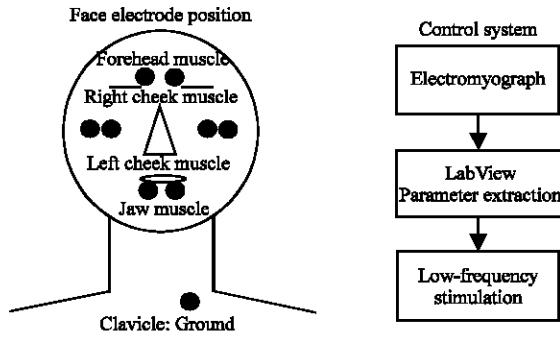 Face electrode position
Forehead muscle
Right cheek muscle
Left cheek muscle
Jaw muscle
Clavicle: Ground
Control system
Electromyograph
LabView
Parameter extraction
Low-frequency
stimulation